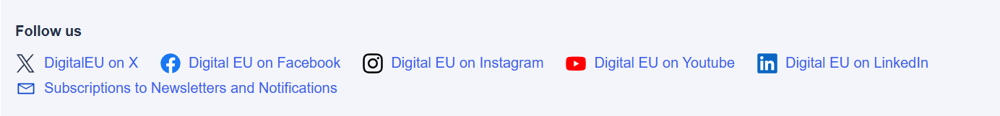 Follow us
DigitalEU on X Digital EU on Facebook Digital EU on Instagram Digital EU on Youtube Digital EU on LinkedIn
Subscriptions to Newsletters and Notifications